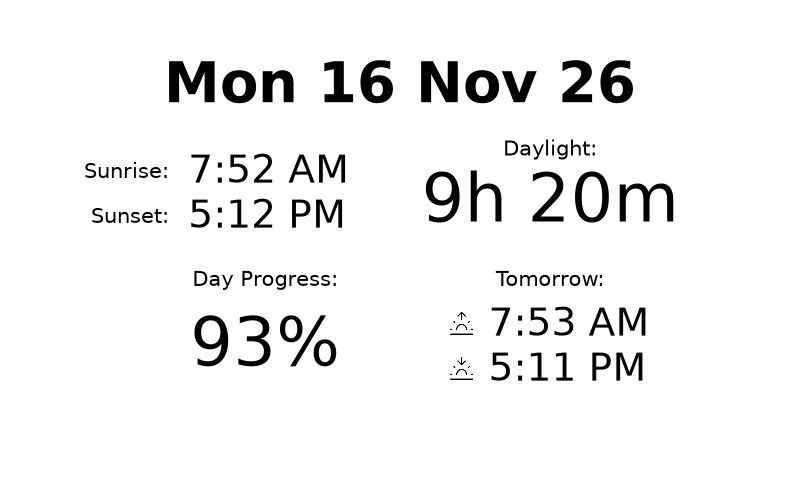 Mon 16 Nov 26
Sunrise: 7:52 AM
Sunset: 5:12 PM
Daylight:
9h 20m
Day Progress:
93%
Tomorrow:
7:53 AM
5:11 PM